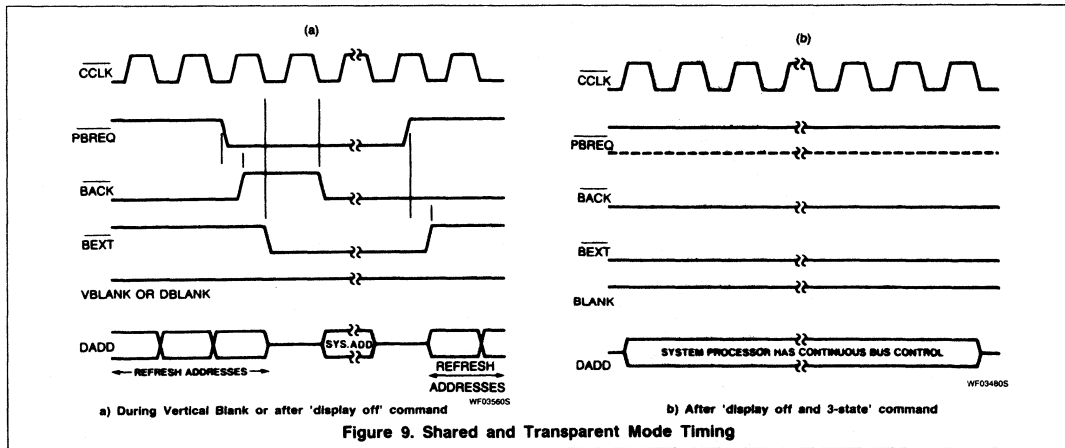 (a)
CCLK
PBREQ
BACK
BEXT
VBLANK OR DBLANK
DADD
SYS.ADD
REFRESH ADDRESSES
REFRESH
ADDRESSES
WF03560S
a) During Vertical Blank or after 'display off' command
(b)
CCLK
PBREQ
BACK
BEXT
BLANK
DADD
SYSTEM PROCESSOR HAS CONTINUOUS BUS CONTROL
WF03480S
b) After 'display off and 3-state' command
Figure 9. Shared and Transparent Mode Timing